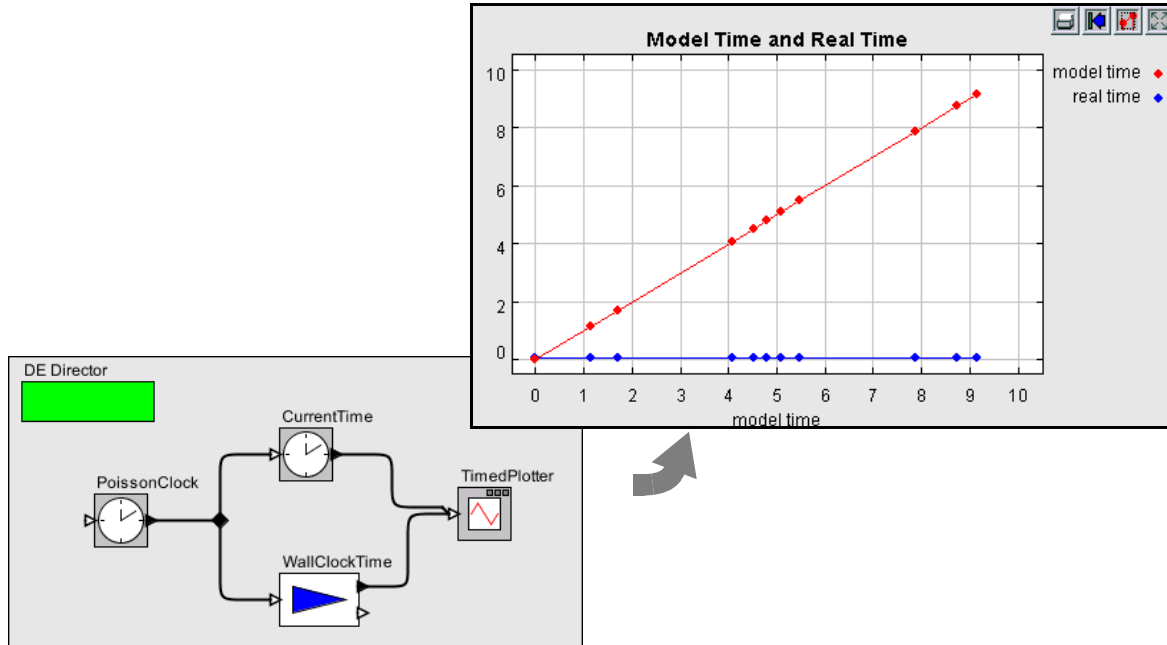 Model Time and Real Time
model time
real time
10
8
6
4
2
0
0 1 2 3 4 5 6 7 8 9 10
model time
DE Director
CurrentTime
PoissonClock
TimedPlotter
WallClockTime